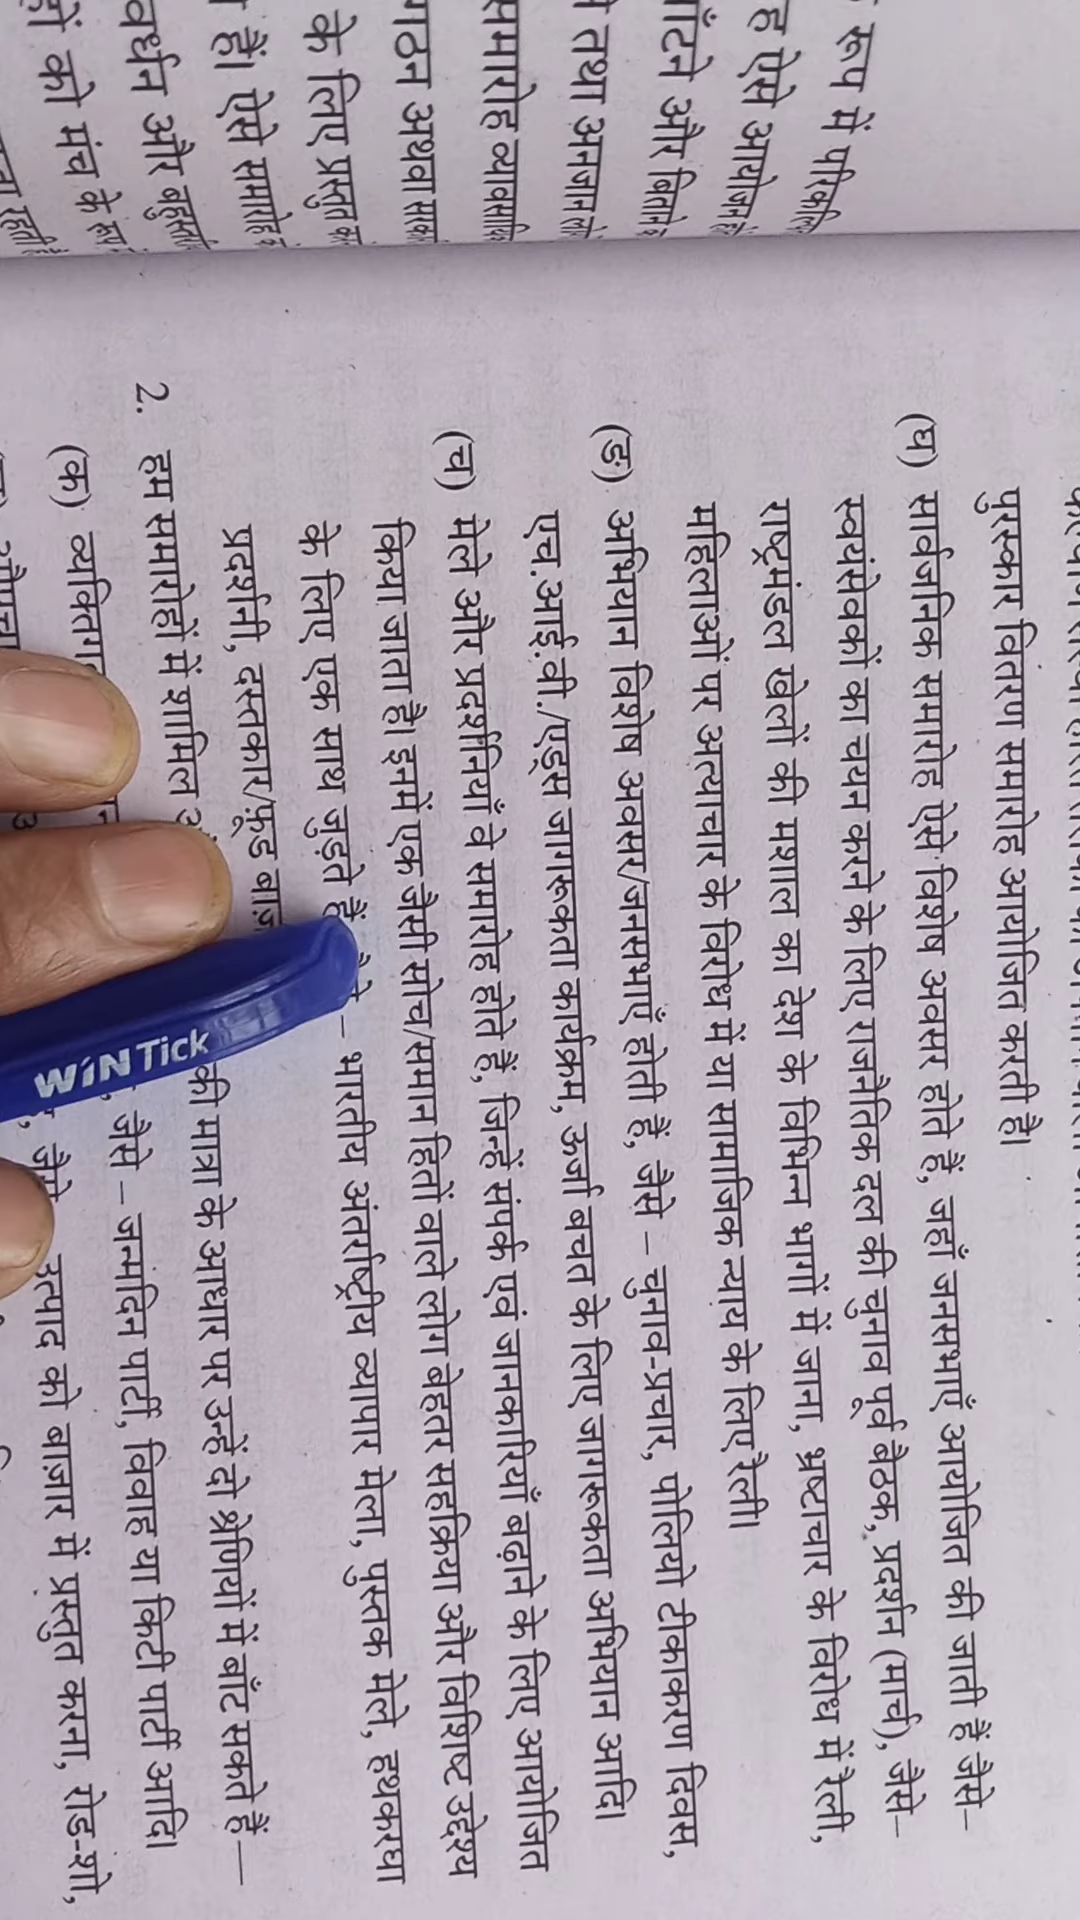 रूप में
ह ऐसे आयोजन
ाँटने और
तथा अनजान
समारोह
गठन अथवा
के लिए प्रस्तुत
हैं। ऐसे समारोह
वर्धन और
को मंच के
पुरस्कार वितरण समारोह आयोजित करती है।
(घ) सार्वजनिक समारोह ऐसे विशेष अवसर होते हैं, जहाँ जनसभाएँ आयोजित की जाती हैं जैसे–
स्वयंसेवकों का चयन करने के लिए राजनैतिक दल की चुनाव पूर्व बैठक, प्रदर्शन (मार्च), जैसे–
राष्ट्रमंडल खेलों की मशाल का देश के विभिन्न भागों में जाना, भ्रष्टाचार के विरोध में रैली,
महिलाओं पर अत्याचार के विरोध में या सामाजिक न्याय के लिए रैली।
(ङ) अभियान विशेष अवसर/जनसभाएँ होती हैं, जैसे – चुनाव-प्रचार, पोलियो टीकाकरण दिवस,
एच.आई.वी./एड्स जागरूकता कार्यक्रम, ऊर्जा बचत के लिए जागरूकता अभियान आदि।
(च) मेले और प्रदर्शनियाँ वे समारोह होते हैं, जिन्हें संपर्क एवं जानकारियाँ बढ़ाने के लिए आयोजित
किया जाता है। इनमें एक जैसी सोच/समान हितों वाले लोग बेहतर सहक्रिया और विशिष्ट उद्देश्य
के लिए एक साथ जुड़ते हैं – भारतीय अंतर्राष्ट्रीय व्यापार मेला, पुस्तक मेले, हथकरघा
प्रदर्शनी, दस्तकार/फ़ूड
2. हम समारोहों में शामिल की मात्रा के आधार पर उन्हें दो श्रेणियों में बांट सकते हैं—
(क) जैसे – जन्मदिन पार्टी, विवाह या किटी पार्टी आदि।
उत्पाद को बाज़ार में प्रस्तुत करना, रोड-शो,
WiN Tick